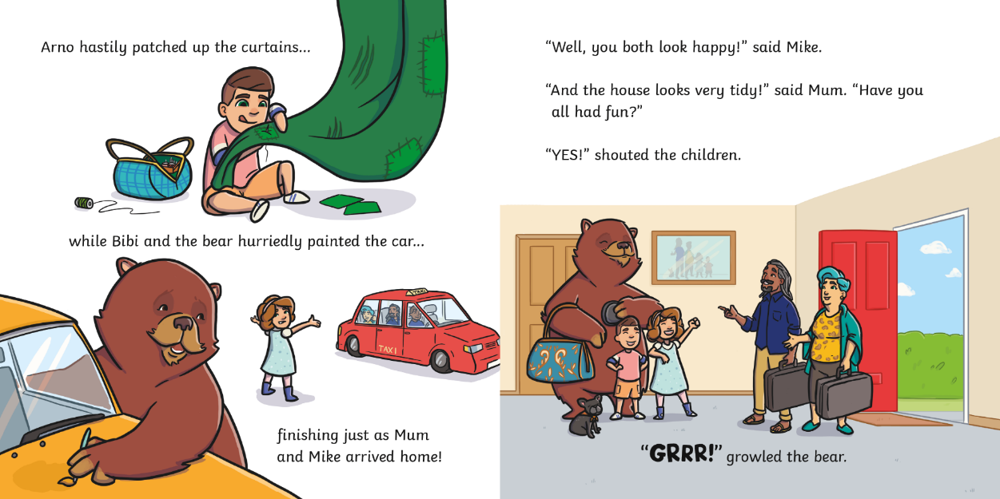 Arno hastily patched up the curtains...
while Bibi and the bear hurriedly painted the car...
TAXI
TAXI
finishing just as Mum
and Mike arrived home!
“Well, you both look happy!” said Mike.
“And the house looks very tidy!” said Mum. “Have you
all had fun?”
“YES!” shouted the children.
“GRRR!” growled the bear.